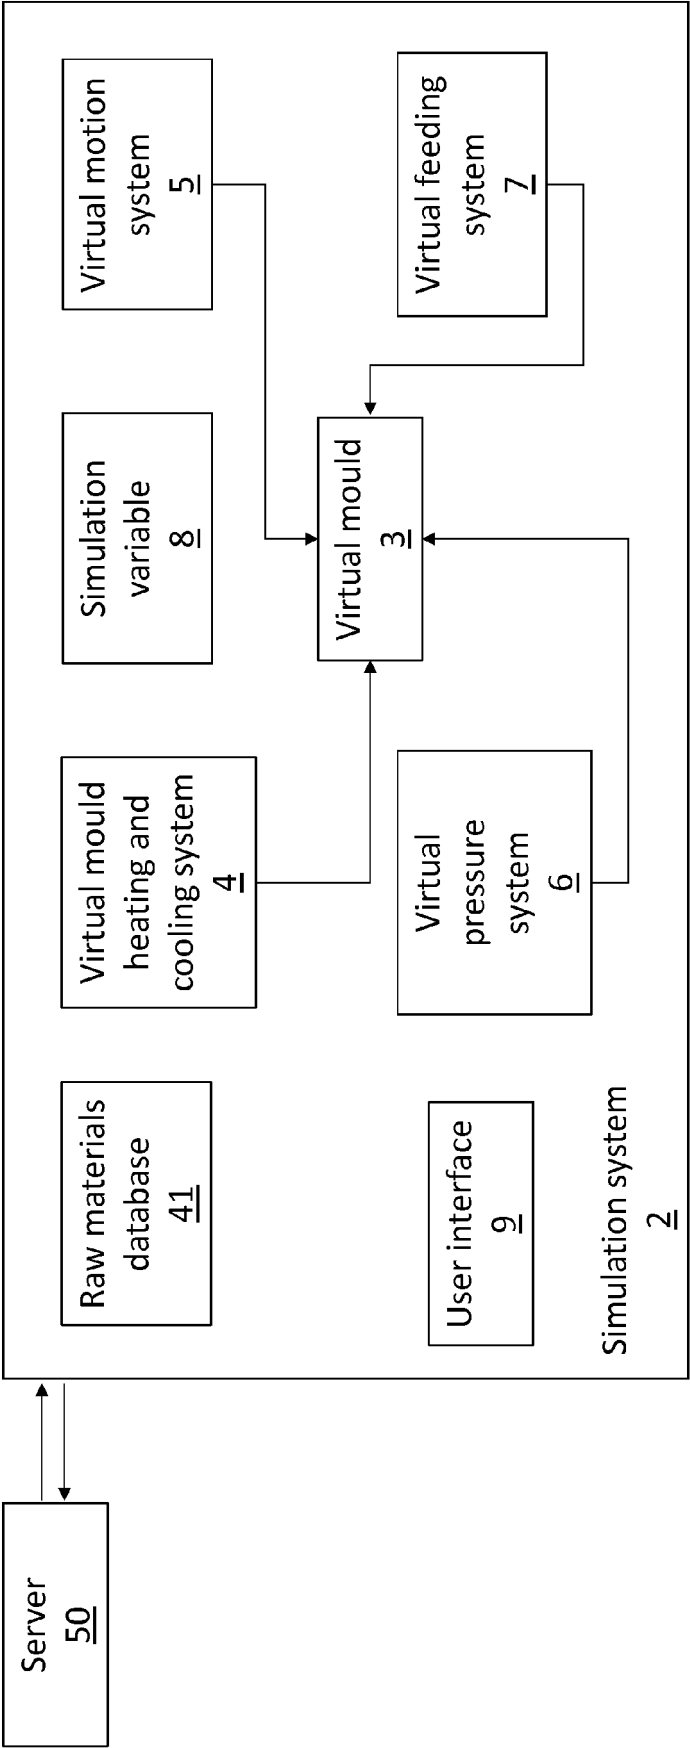 Server
50
Raw materials
database
41
Virtual mould
heating and
cooling system
4
Simulation
variable
8
Virtual motion
system
5
Virtual mould
3
User interface
9
Virtual
pressure
system
6
Virtual feeding
system
7
Simulation system
2